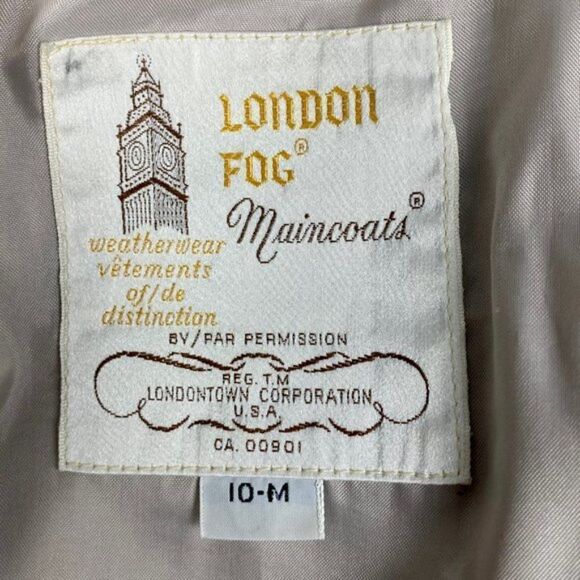 LONDON
FOG®
Maincoats®
weatherwear
vêtements
of/de
distinction
BY/PAR PERMISSION
REG. T.M
LONDONTOWN CORPORATION
U.S.A.
CA. 00901
10-M